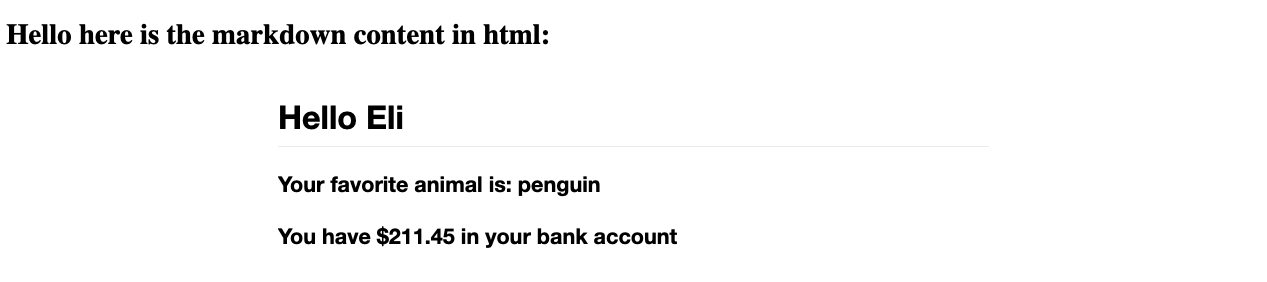 Hello here is the markdown content in html:
Hello Eli
Your favorite animal is: penguin
You have $211.45 in your bank account